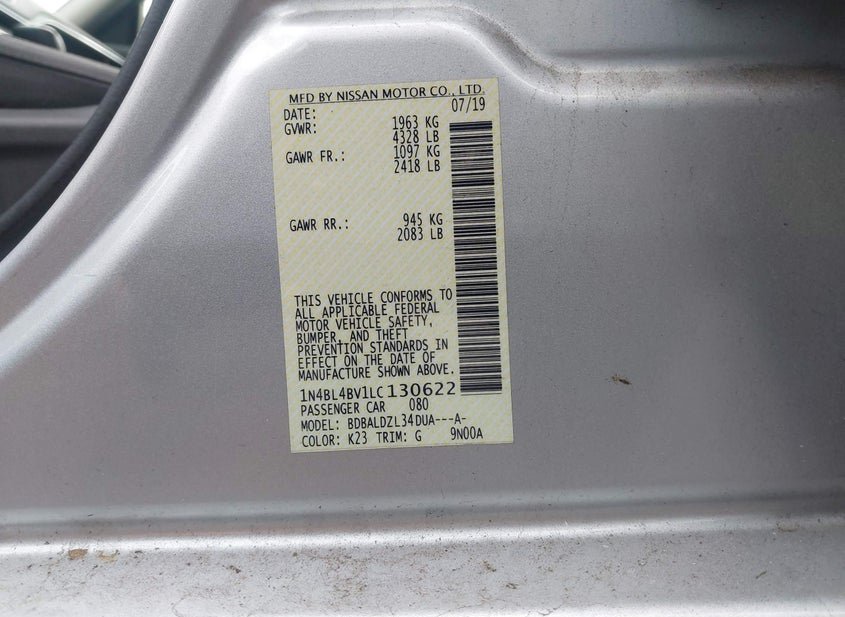 MFD BY NISSAN MOTOR CO., LTD.
DATE: 07/19
GVWR: 1963 KG
4328 LB
GAWR FR.: 1097 KG
2418 LB
GAWR RR.: 945 KG
2083 LB
THIS VEHICLE CONFORMS TO
ALL APPLICABLE FEDERAL
MOTOR VEHICLE SAFETY,
BUMPER, AND THEFT
PREVENTION STANDARDS IN
EFFECT ON THE DATE OF
MANUFACTURE SHOWN ABOVE.
1N4BL4BV1LC130622
PASSENGER CAR 080
MODEL: BDBALDZL34DUA---A-
COLOR: K23 TRIM: G 9N00A